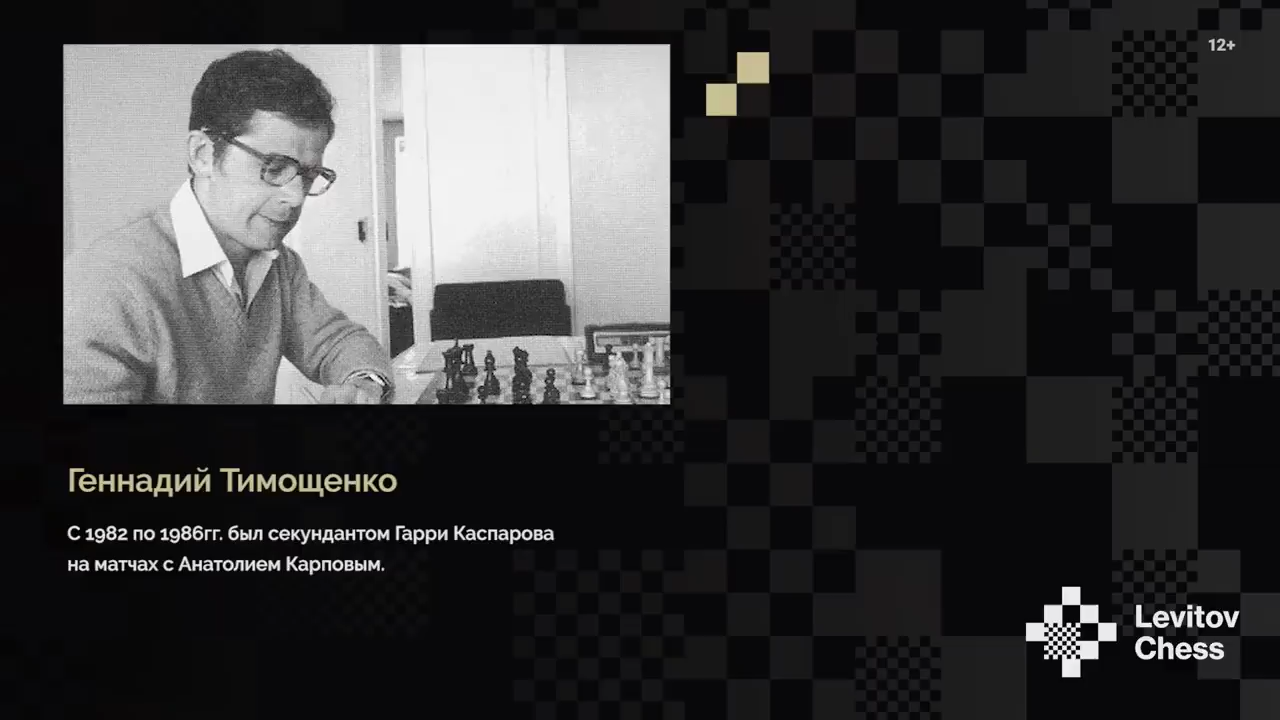 12+
Геннадий Тимощенко
С 1982 по 1986гг. был секундантом Гарри Каспарова
на матчах с Анатолием Карповым.
Levitov
Chess